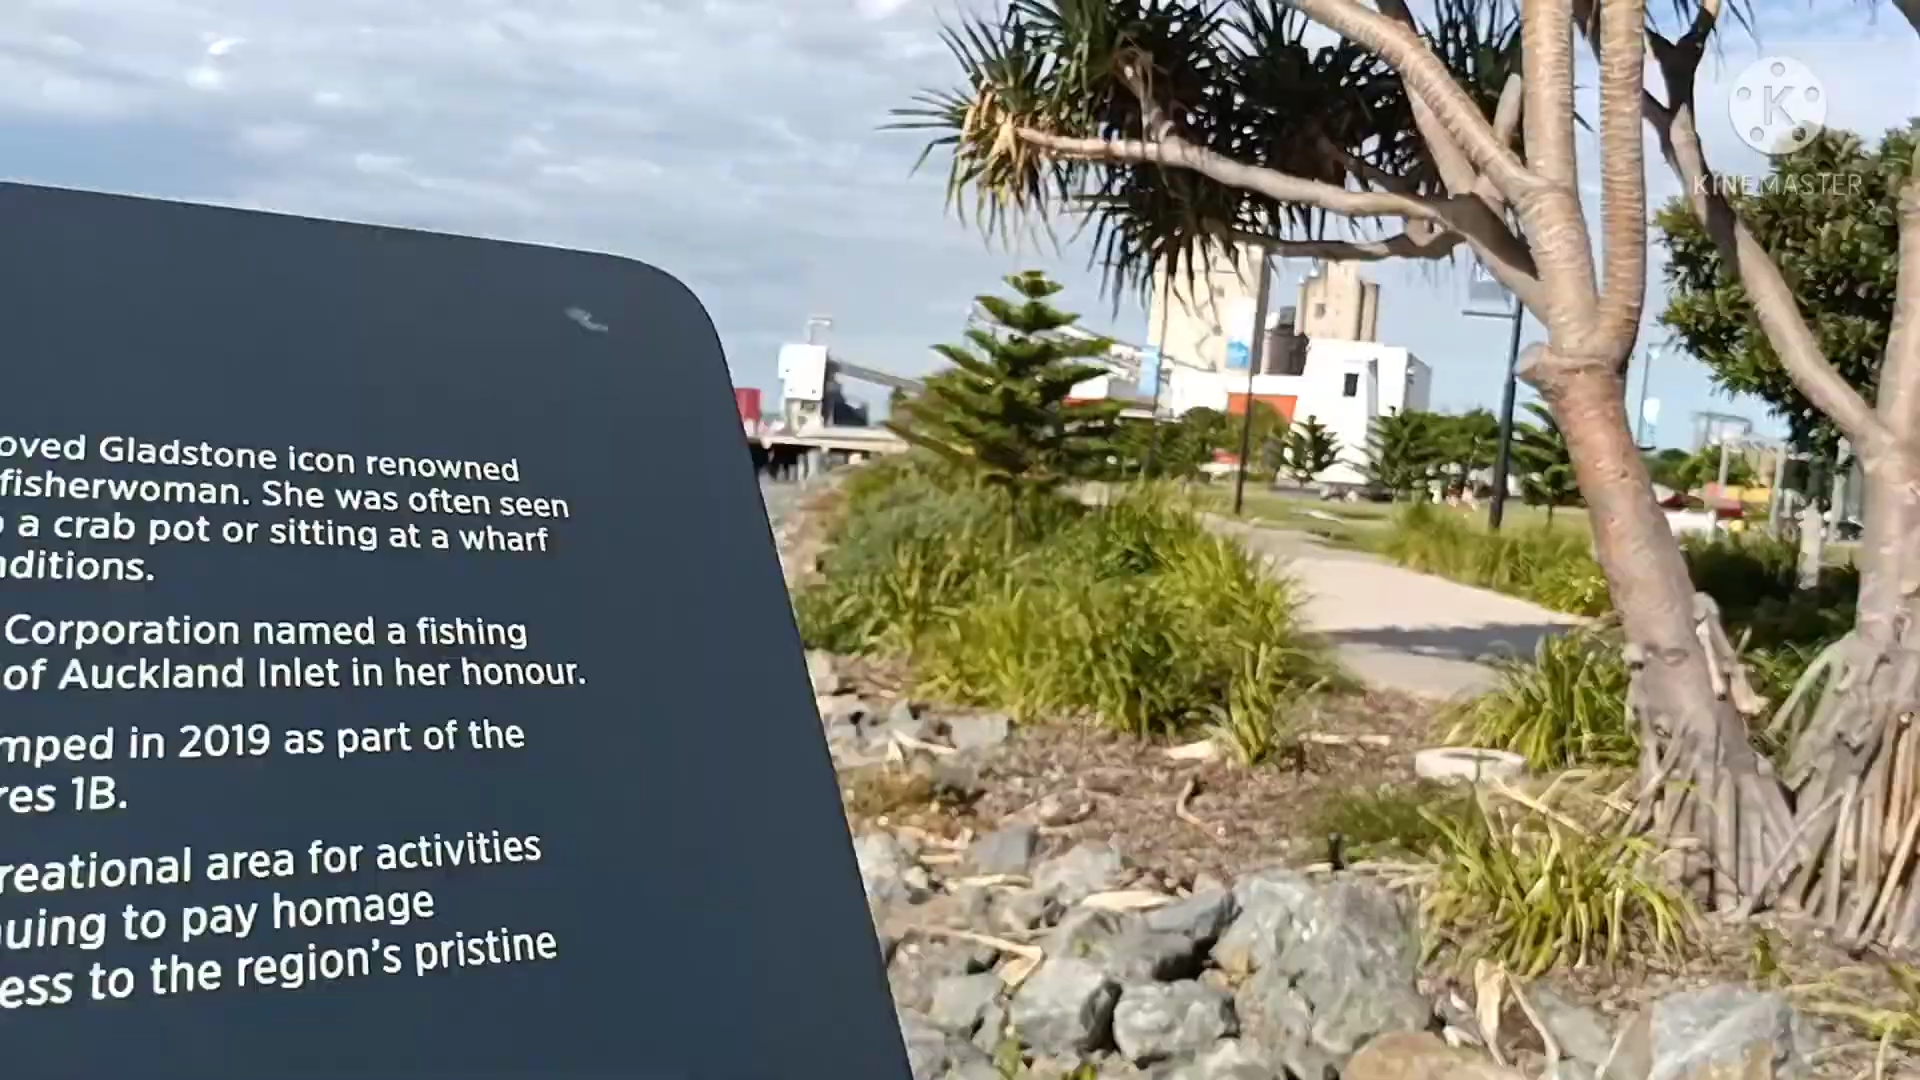 oved Gladstone icon renowned
fisherwoman. She was often seen
a crab pot or sitting at a wharf
nditions.
Corporation named a fishing
of Auckland Inlet in her honour.
mped in 2019 as part of the
res 1B.
reational area for activities
nuing to pay homage
ess to the region's pristine
K
KINEMASTER